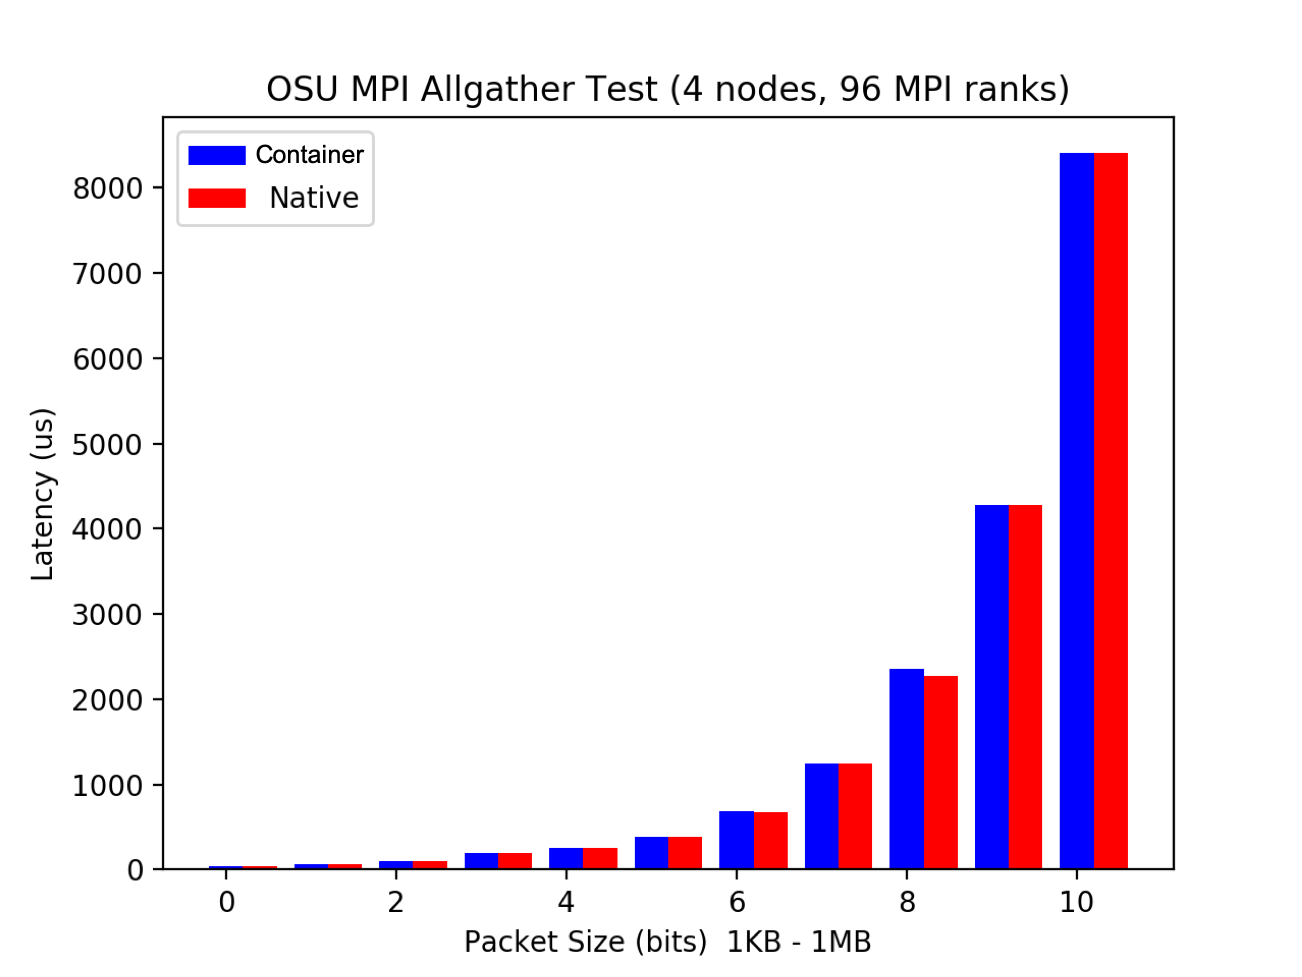 OSU MPI Allgather Test (4 nodes, 96 MPI ranks)
Container
Native
8000
7000
6000
5000
4000
3000
2000
1000
0
Latency (us)
0 2 4 6 8 10
Packet Size (bits) 1KB - 1MB